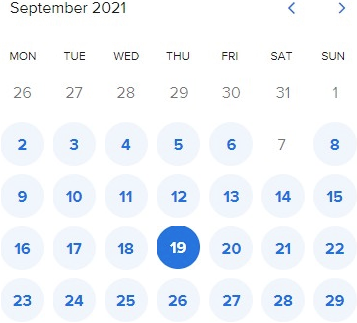 September 2021
MON TUE WED THU FRI SAT SUN
26 27 28 29 30 31 1
2 3 4 5 6 7 8
9 10 11 12 13 14 15
16 17 18 19 20 21 22
23 24 25 26 27 28 29